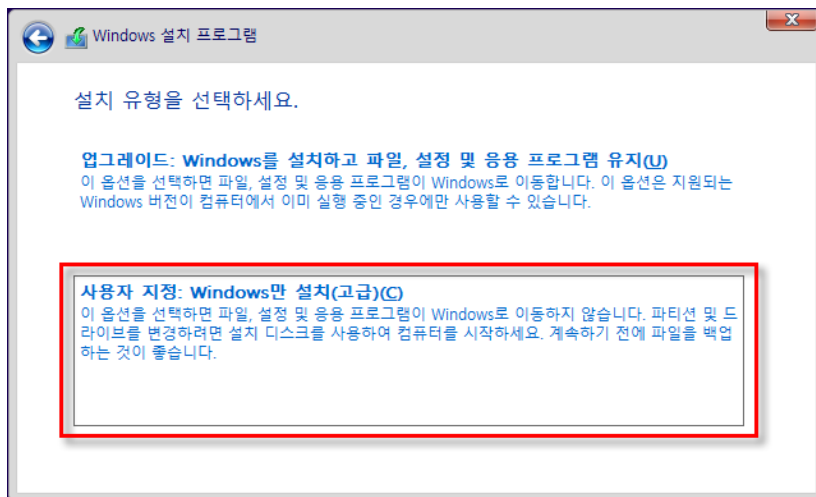 Windows 설치 프로그램
설치 유형을 선택하세요.
업그레이드: Windows를 설치하고 파일, 설정 및 응용 프로그램 유지(U)
이 옵션을 선택하면 파일, 설정 및 응용 프로그램이 Windows로 이동합니다. 이 옵션은 지원되는
Windows 버전이 컴퓨터에서 이미 실행 중인 경우에만 사용할 수 있습니다.
사용자 지정: Windows만 설치(고급)(C)
이 옵션을 선택하면 파일, 설정 및 응용 프로그램이 Windows로 이동하지 않습니다. 파티션 및 드
라이브를 변경하려면 설치 디스크를 사용하여 컴퓨터를 시작하세요. 계속하기 전에 파일을 백업
하는 것이 좋습니다.